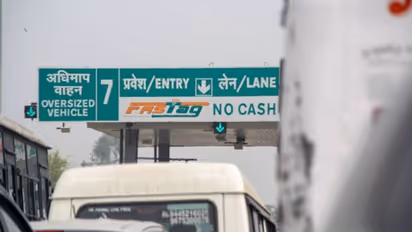 अधिमाप
वाहन
OVERSIZED
VEHICLE
7
प्रवेश/ENTRY लेन/LANE
FASTag NO CASH